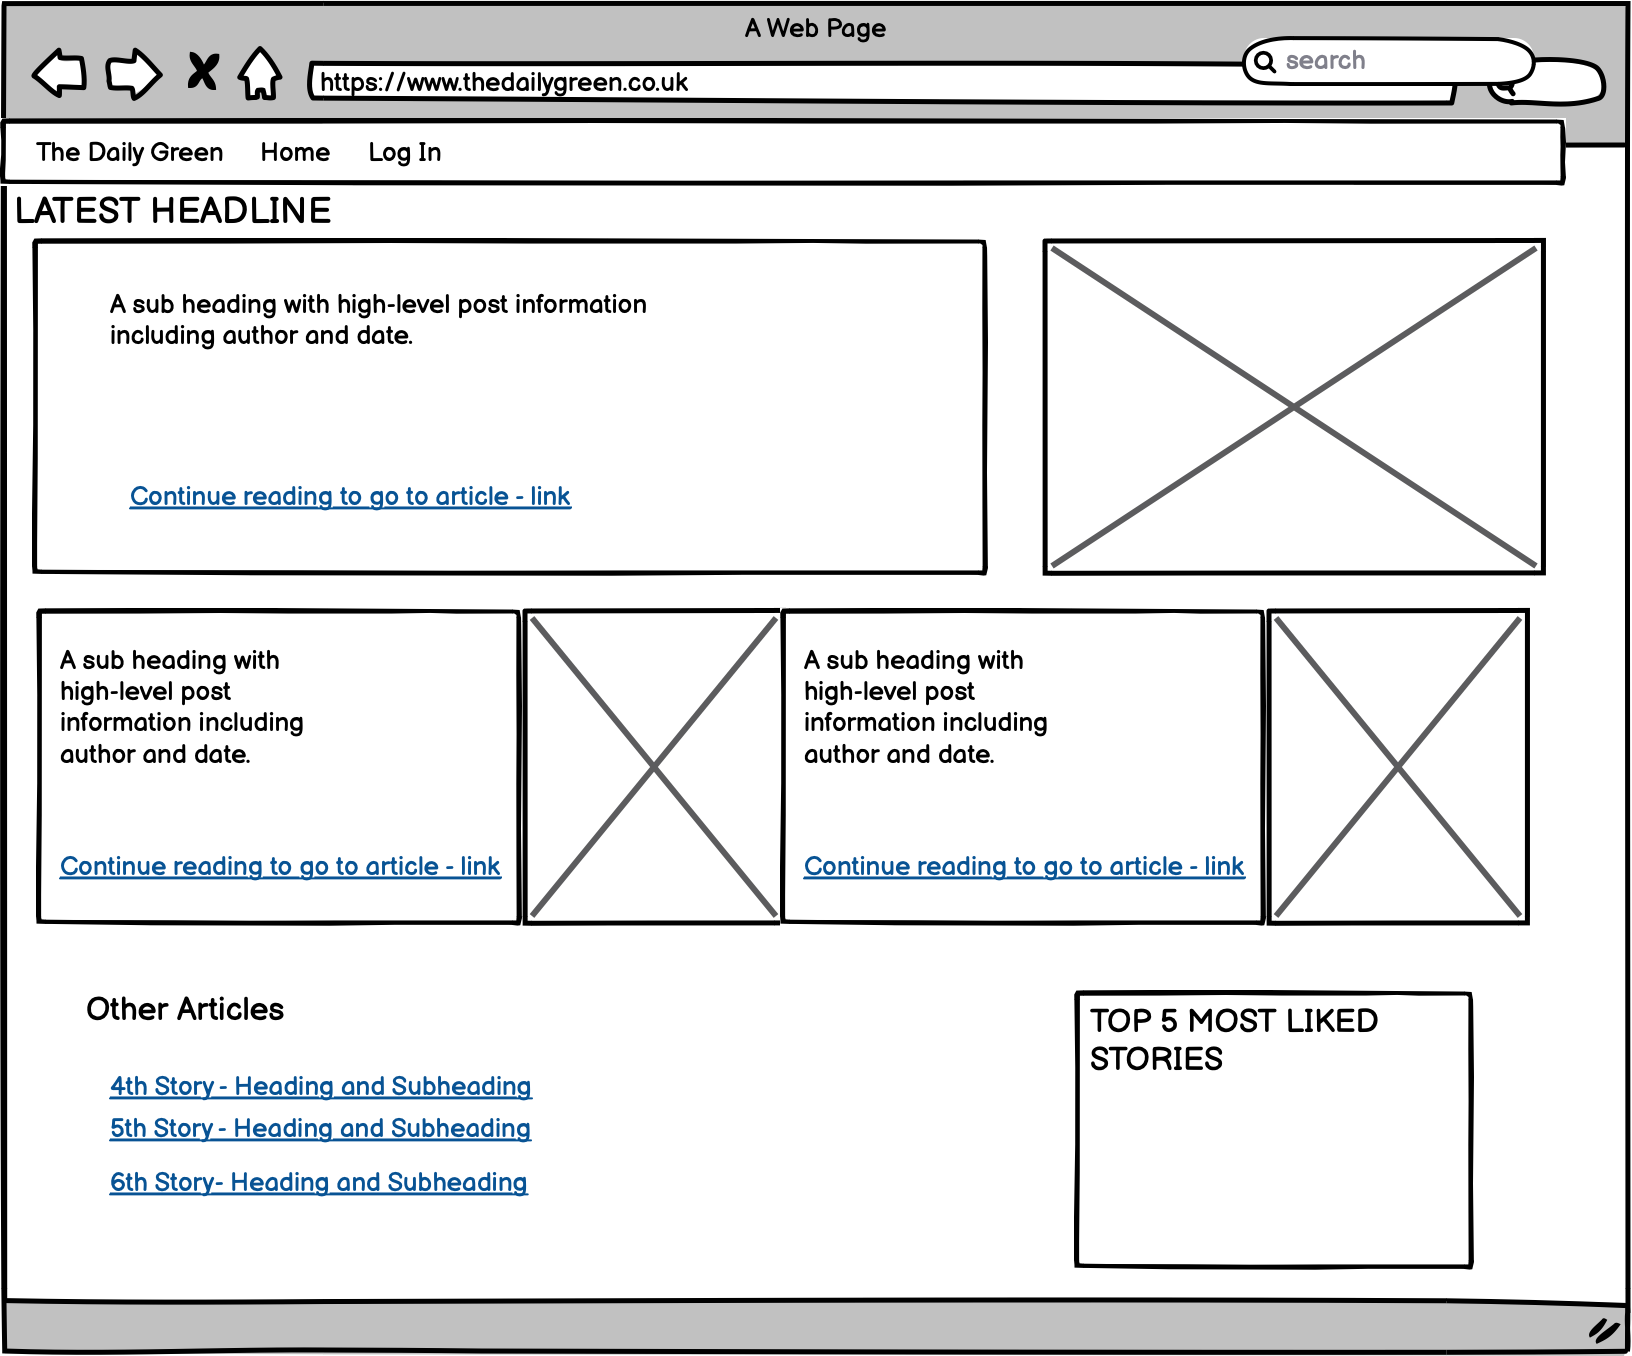 A Web Page
https://www.thedailygreen.co.uk
search
The Daily Green Home Log In
LATEST HEADLINE
A sub heading with high-level post information
including author and date.
Continue reading to go to article - link
A sub heading with
high-level post
information including
author and date.
Continue reading to go to article - link
A sub heading with
high-level post
information including
author and date.
Continue reading to go to article - link
Other Articles
4th Story - Heading and Subheading
5th Story - Heading and Subheading
6th Story- Heading and Subheading
TOP 5 MOST LIKED
STORIES